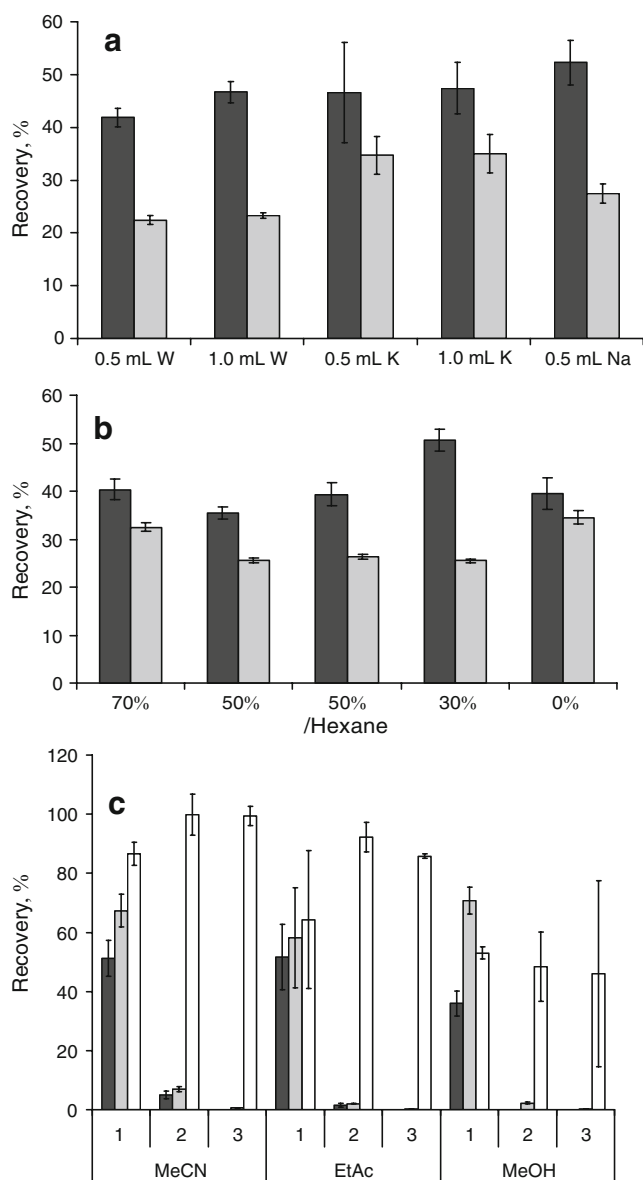 a
Recovery, %
60
50
40
30
20
10
0
0.5 mL W 1.0 mL W 0.5 mL K 1.0 mL K 0.5 mL Na
b
Recovery, %
60
50
40
30
20
10
0
70% 50% 50% 30% 0%
/Hexane
c
Recovery, %
120
100
80
60
40
20
0
1 2 3 1 2 3 1 2 3
MeCN EtAc MeOH